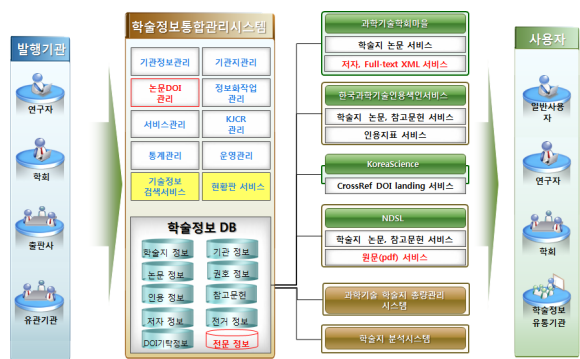 발행기관
연구자
학회
출판사
유관기관
학술정보통합관리시스템
기관정보관리
기관지관리
논문DOI
관리
정보화작업
관리
서비스관리
KJCR
관리
통계관리
운영관리
기술정보
검색서비스
현황판 서비스
학술정보 DB
학술지 정보
기관 정보
논문 정보
권호 정보
인용 정보
참고문헌
저자 정보
전거 정보
DOI기탁정보
전문 정보
과학기술학회마을
학술지 논문 서비스
저자, Full-text XML 서비스
한국과학기술인용색인서비스
학술지 논문, 참고문헌 서비스
인용지표 서비스
KoreaScience
CrossRef DOI landing 서비스
NDSL
학술지 논문, 참고문헌 서비스
원문(pdf) 서비스
과학기술 학술지 총량관리
시스템
학술지 분석시스템
사용자
일반사용
자
연구자
학회
학술정보
유통기관